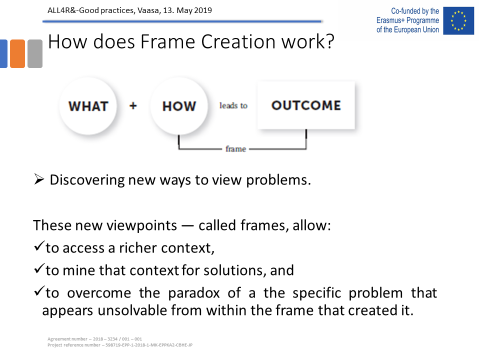 ALL4R&-Good practices, Vaasa, 13. May 2019
Co-funded by the
Erasmus+ Programme
of the European Union
How does Frame Creation work?
WHAT + HOW leads to OUTCOME
frame
➢ Discovering new ways to view problems.
These new viewpoints — called frames, allow:
✓to access a richer context,
✓to mine that context for solutions, and
✓to overcome the paradox of a the specific problem that
appears unsolvable from within the frame that created it.